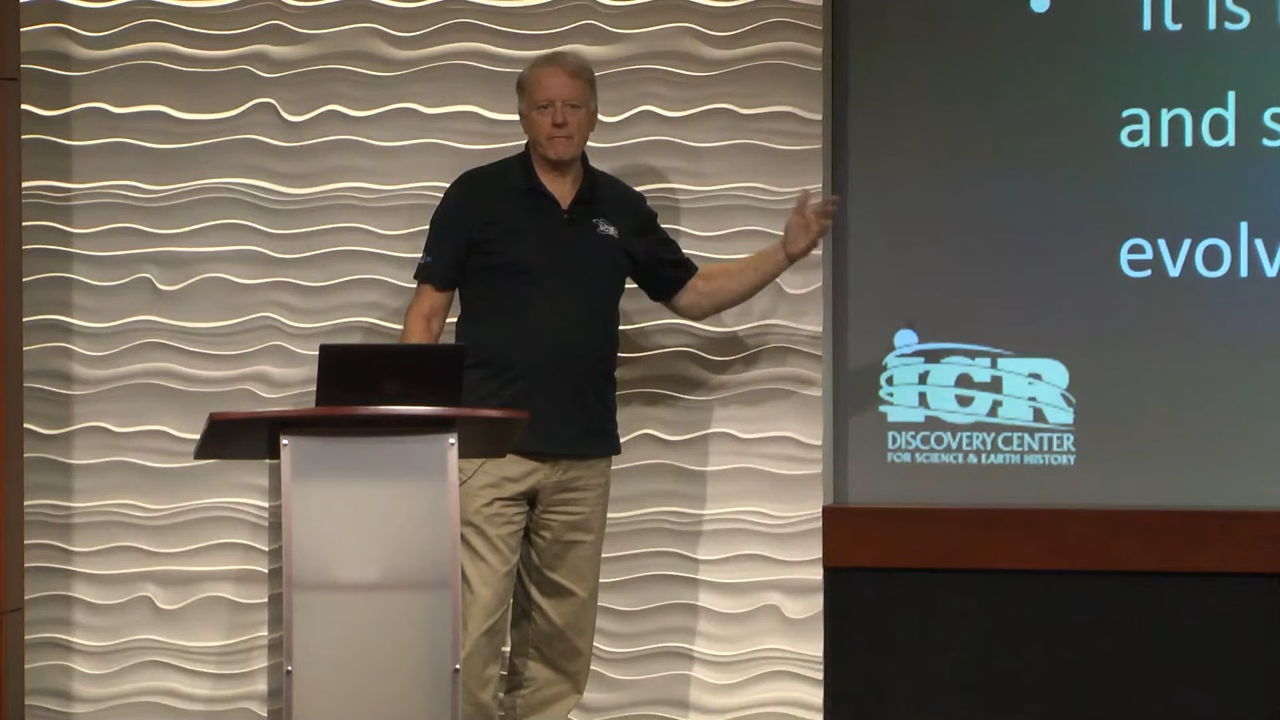 It is
and s
evolv
ICR
DISCOVERY CENTER
FOR SCIENCE & EARTH HISTORY